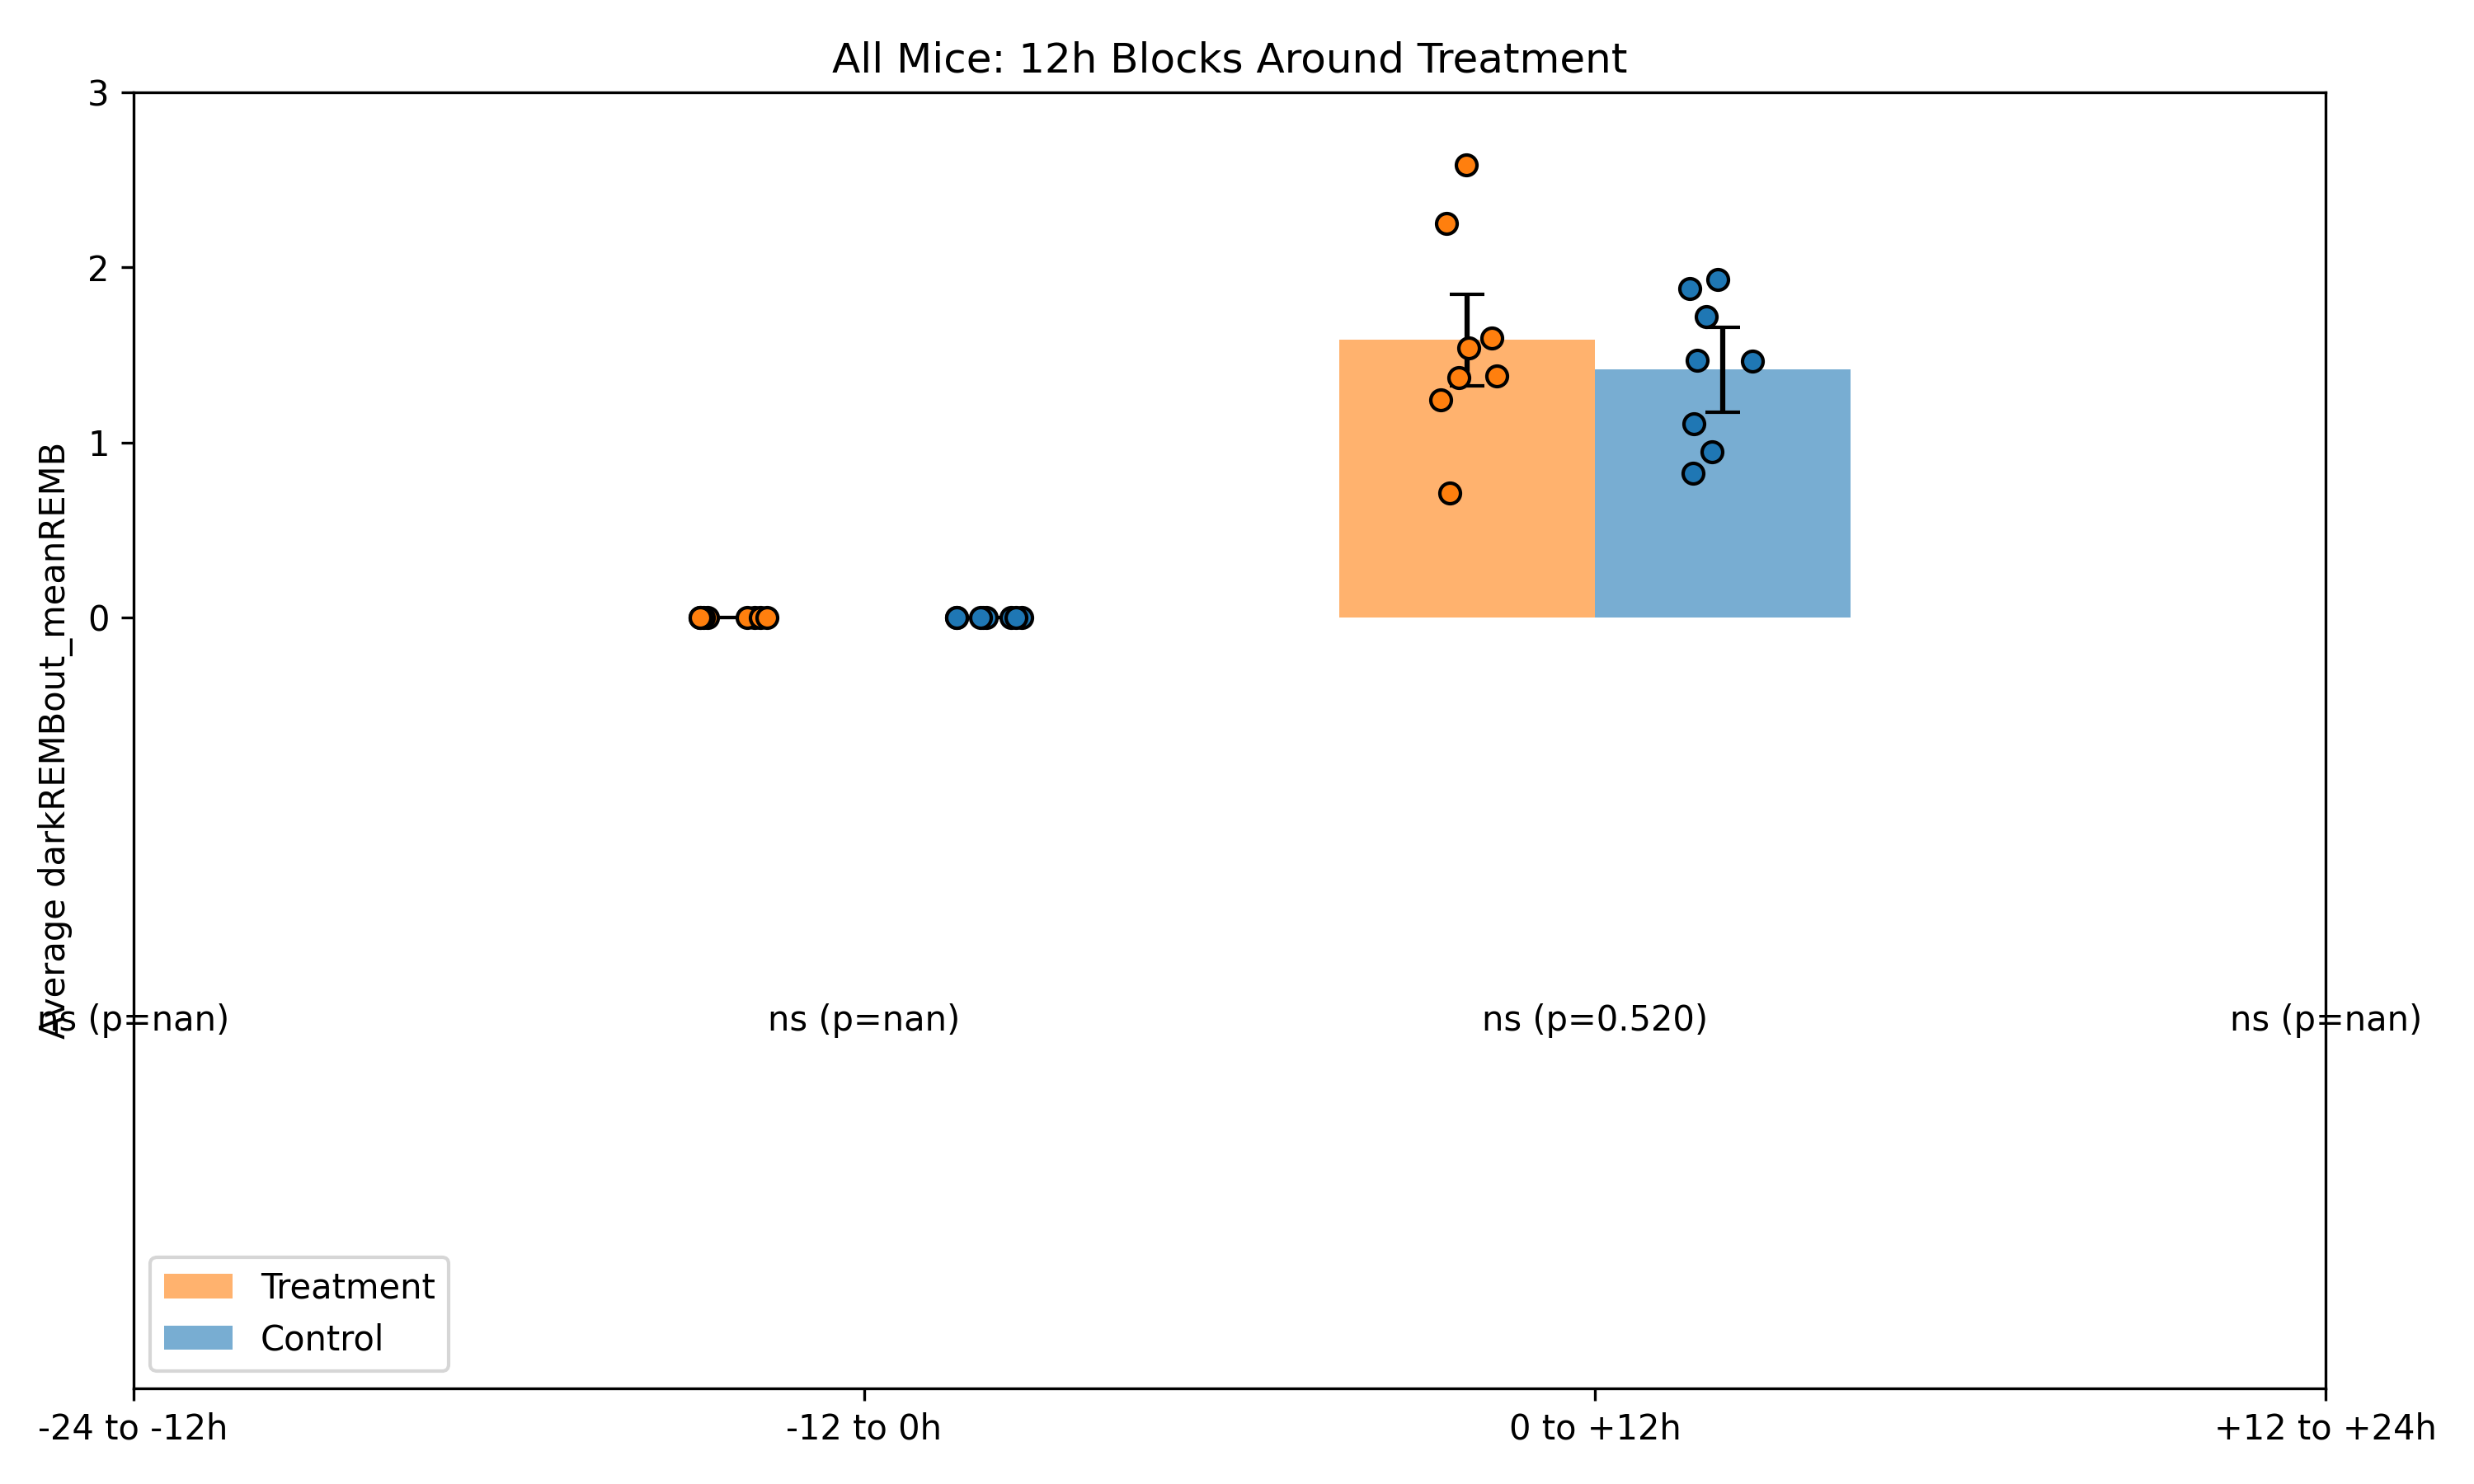 All Mice: 12h Blocks Around Treatment
3
2
1
0
Average darkREMBout_meanREMB
ns (p=nan)
ns (p=nan)
ns (p=0.520)
ns (p=nan)
Treatment
Control
-24 to -12h
-12 to 0h
0 to +12h
+12 to +24h